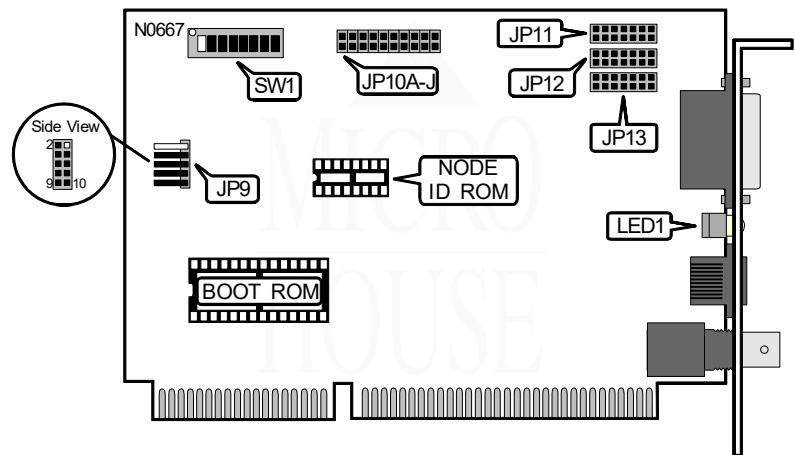 N0667
SW1
JP10A-J
JP11
JP12
JP13
Side View
2
9 10
JP9
NODE
ID ROM
LED1
BOOT ROM
MICRO
HOUSE